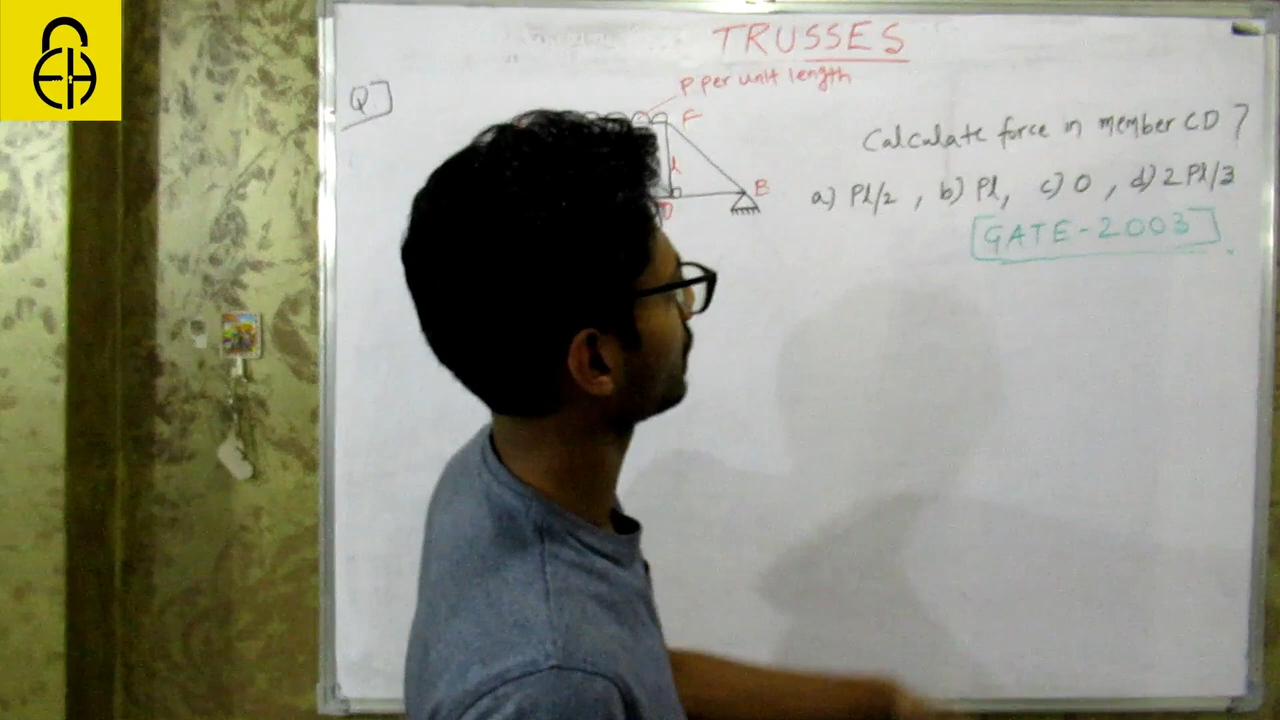 TRUSSES
Q]
P per unit length
F
l
B
D
Calculate force in member CD?
a) Pl/2 , b) Pl, c) 0 , d) 2Pl/3
[GATE-2003]